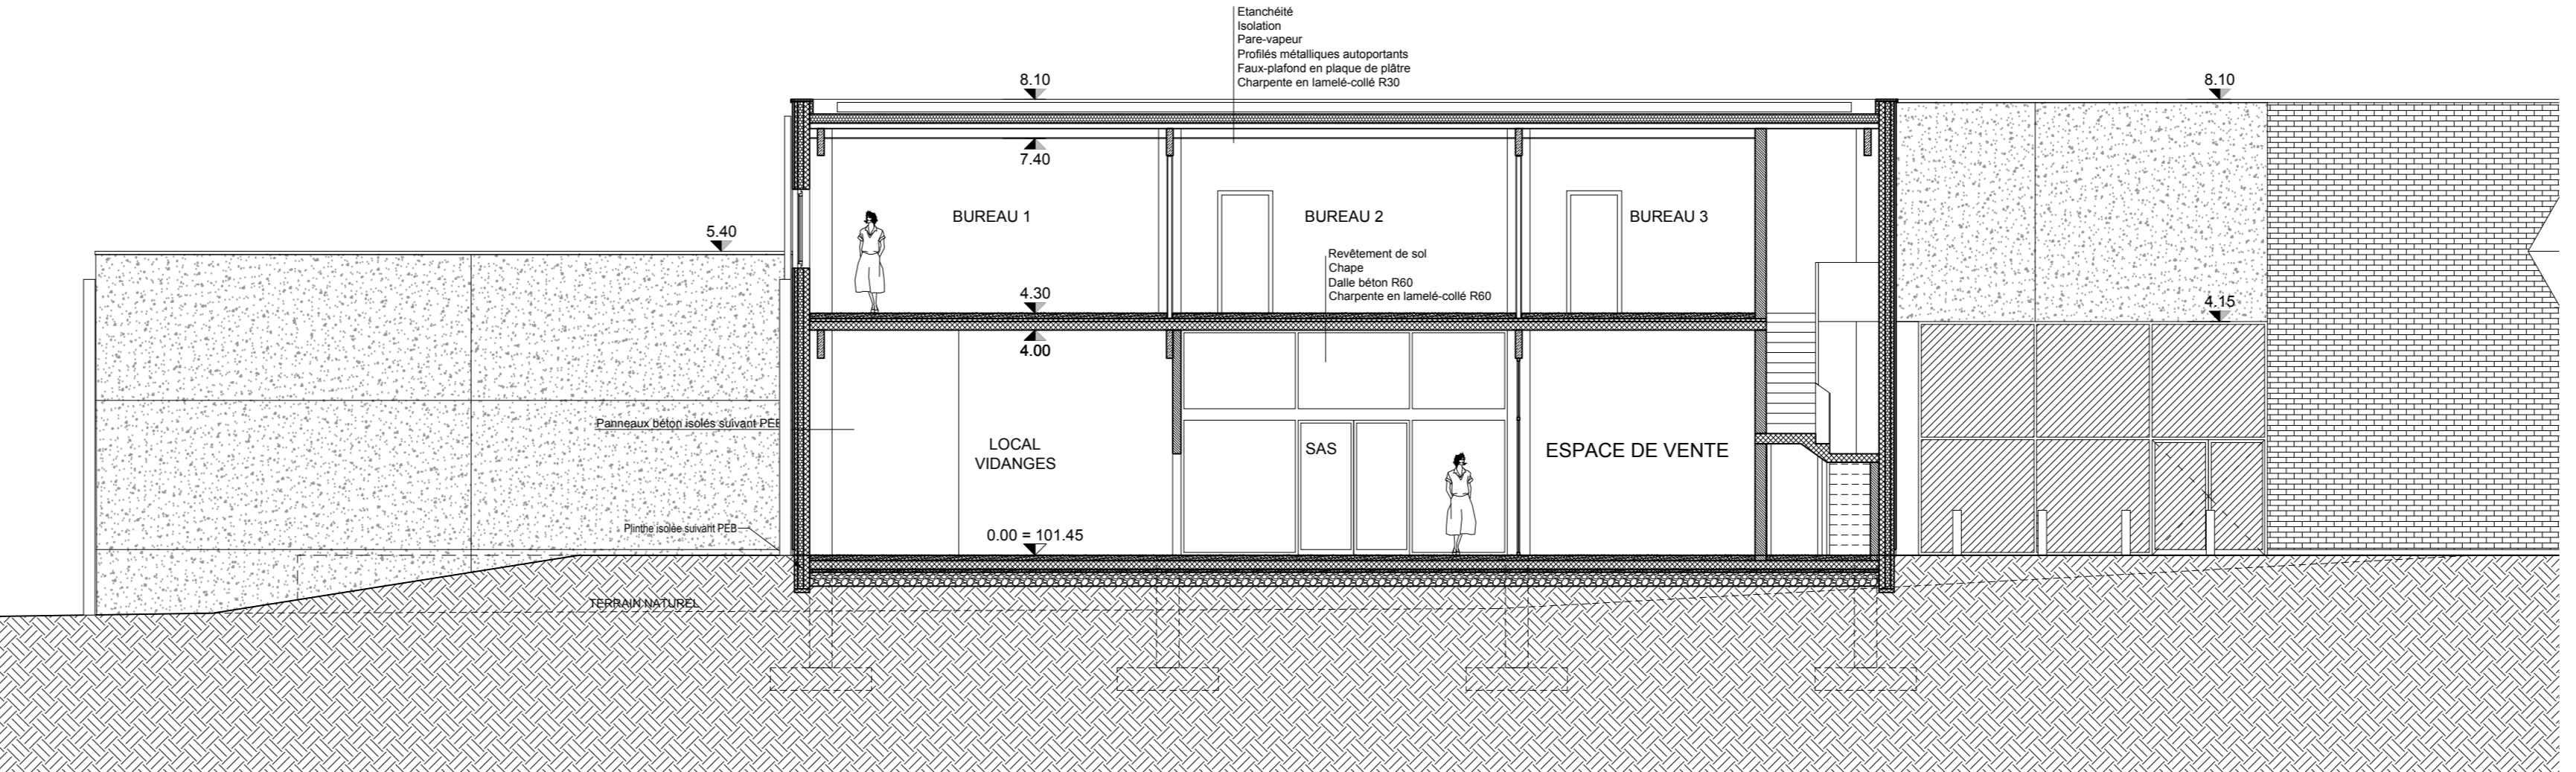 Etanchéité
Isolation
Pare-vapeur
Profilés métalliques autoportants
Faux-plafond en plaque de plâtre
Charpente en lamelé-collé R30
8.10
8.10
7.40
5.40
BUREAU 1
BUREAU 2
BUREAU 3
Revêtement de sol
Chape
Dalle béton R60
Charpente en lamelé-collé R60
4.30
4.15
4.00
Panneaux béton isolés suivant PEB
LOCAL
VIDANGES
SAS
ESPACE DE VENTE
Plinthe isolée suivant PEB
0.00 = 101.45
TERRAIN NATUREL